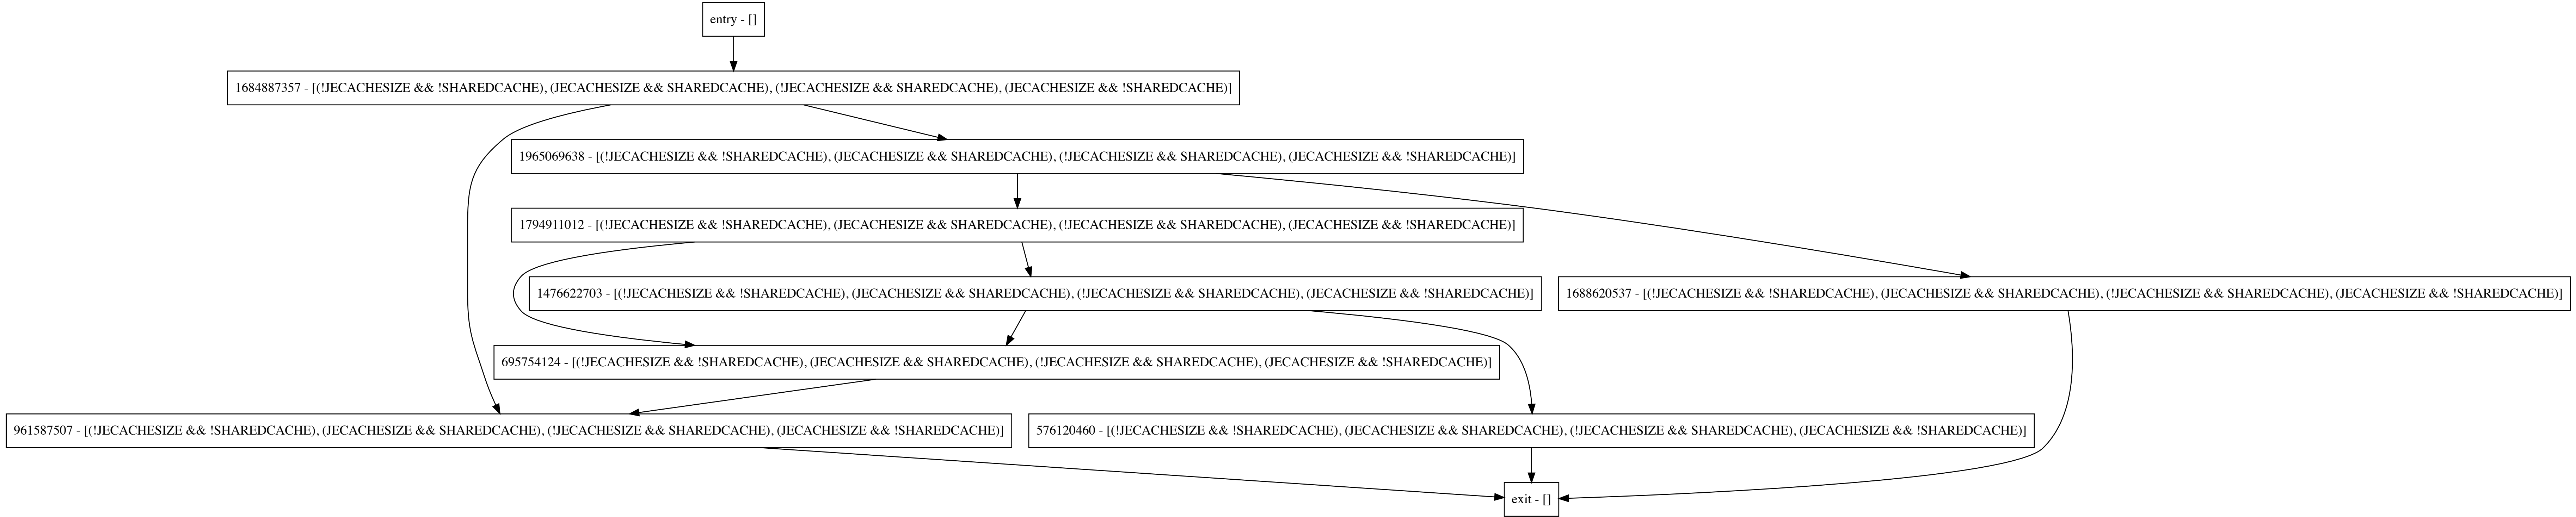 entry - []
1684887357 - [(!JECACHESIZE && !SHAREDCACHE), (JECACHESIZE && SHAREDCACHE), (!JECACHESIZE && SHAREDCACHE), (JECACHESIZE && !SHAREDCACHE)]
1965069638 - [(!JECACHESIZE && !SHAREDCACHE), (JECACHESIZE && SHAREDCACHE), (!JECACHESIZE && SHAREDCACHE), (JECACHESIZE && !SHAREDCACHE)]
1794911012 - [(!JECACHESIZE && !SHAREDCACHE), (JECACHESIZE && SHAREDCACHE), (!JECACHESIZE && SHAREDCACHE), (JECACHESIZE && !SHAREDCACHE)]
1476622703 - [(!JECACHESIZE && !SHAREDCACHE), (JECACHESIZE && SHAREDCACHE), (!JECACHESIZE && SHAREDCACHE), (JECACHESIZE && !SHAREDCACHE)]
1688620537 - [(!JECACHESIZE && !SHAREDCACHE), (JECACHESIZE && SHAREDCACHE), (!JECACHESIZE && SHAREDCACHE), (JECACHESIZE && !SHAREDCACHE)]
695754124 - [(!JECACHESIZE && !SHAREDCACHE), (JECACHESIZE && SHAREDCACHE), (!JECACHESIZE && SHAREDCACHE), (JECACHESIZE && !SHAREDCACHE)]
961587507 - [(!JECACHESIZE && !SHAREDCACHE), (JECACHESIZE && SHAREDCACHE), (!JECACHESIZE && SHAREDCACHE), (JECACHESIZE && !SHAREDCACHE)]
576120460 - [(!JECACHESIZE && !SHAREDCACHE), (JECACHESIZE && SHAREDCACHE), (!JECACHESIZE && SHAREDCACHE), (JECACHESIZE && !SHAREDCACHE)]
exit - []